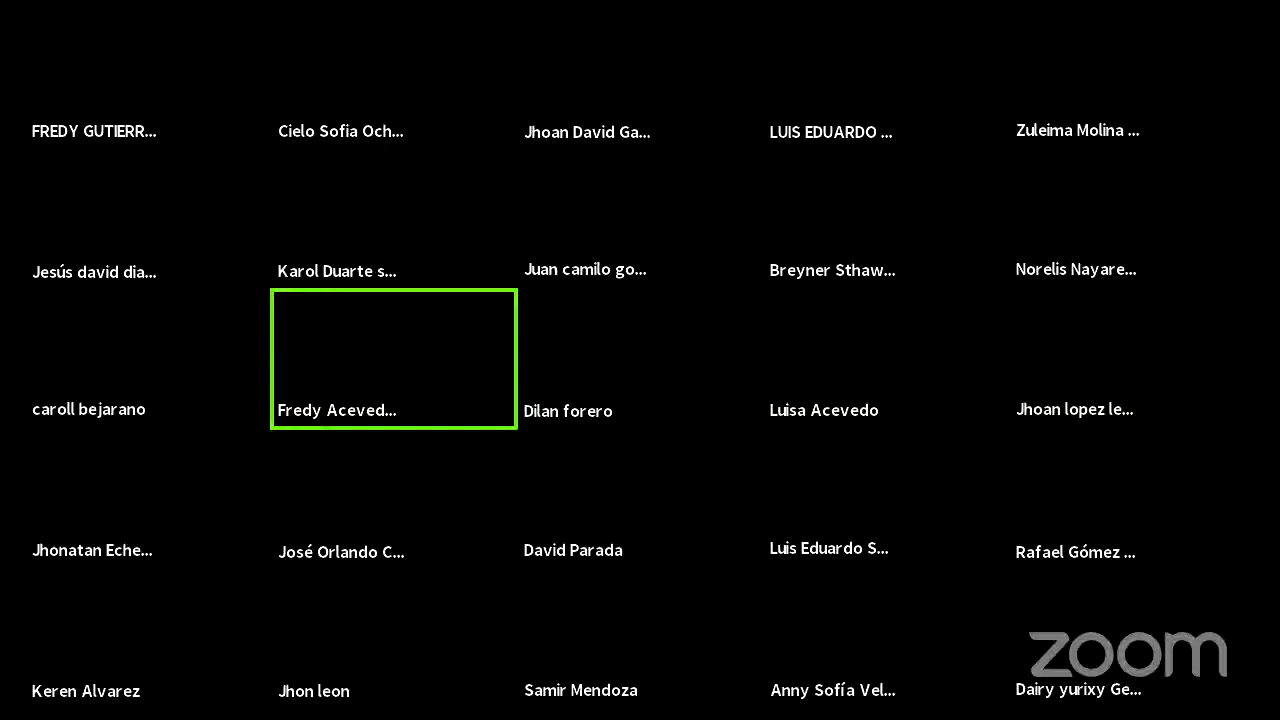 FREDY GUTIERR...
Cielo Sofia Och...
Jhoan David Ga...
LUIS EDUARDO ...
Zuleima Molina ...
Jesús david dia...
Karol Duarte s...
Juan camilo go...
Breyner Sthaw...
Norelis Nayare...
caroll bejarano
Fredy Aceved...
Dilan forero
Luisa Acevedo
Jhoan lopez le...
Jhonatan Eche...
José Orlando C...
David Parada
Luis Eduardo S...
Rafael Gómez ...
Keren Alvarez
Jhon leon
Samir Mendoza
Anny Sofía Vel...
Dairy yurixy Ge...
zoom